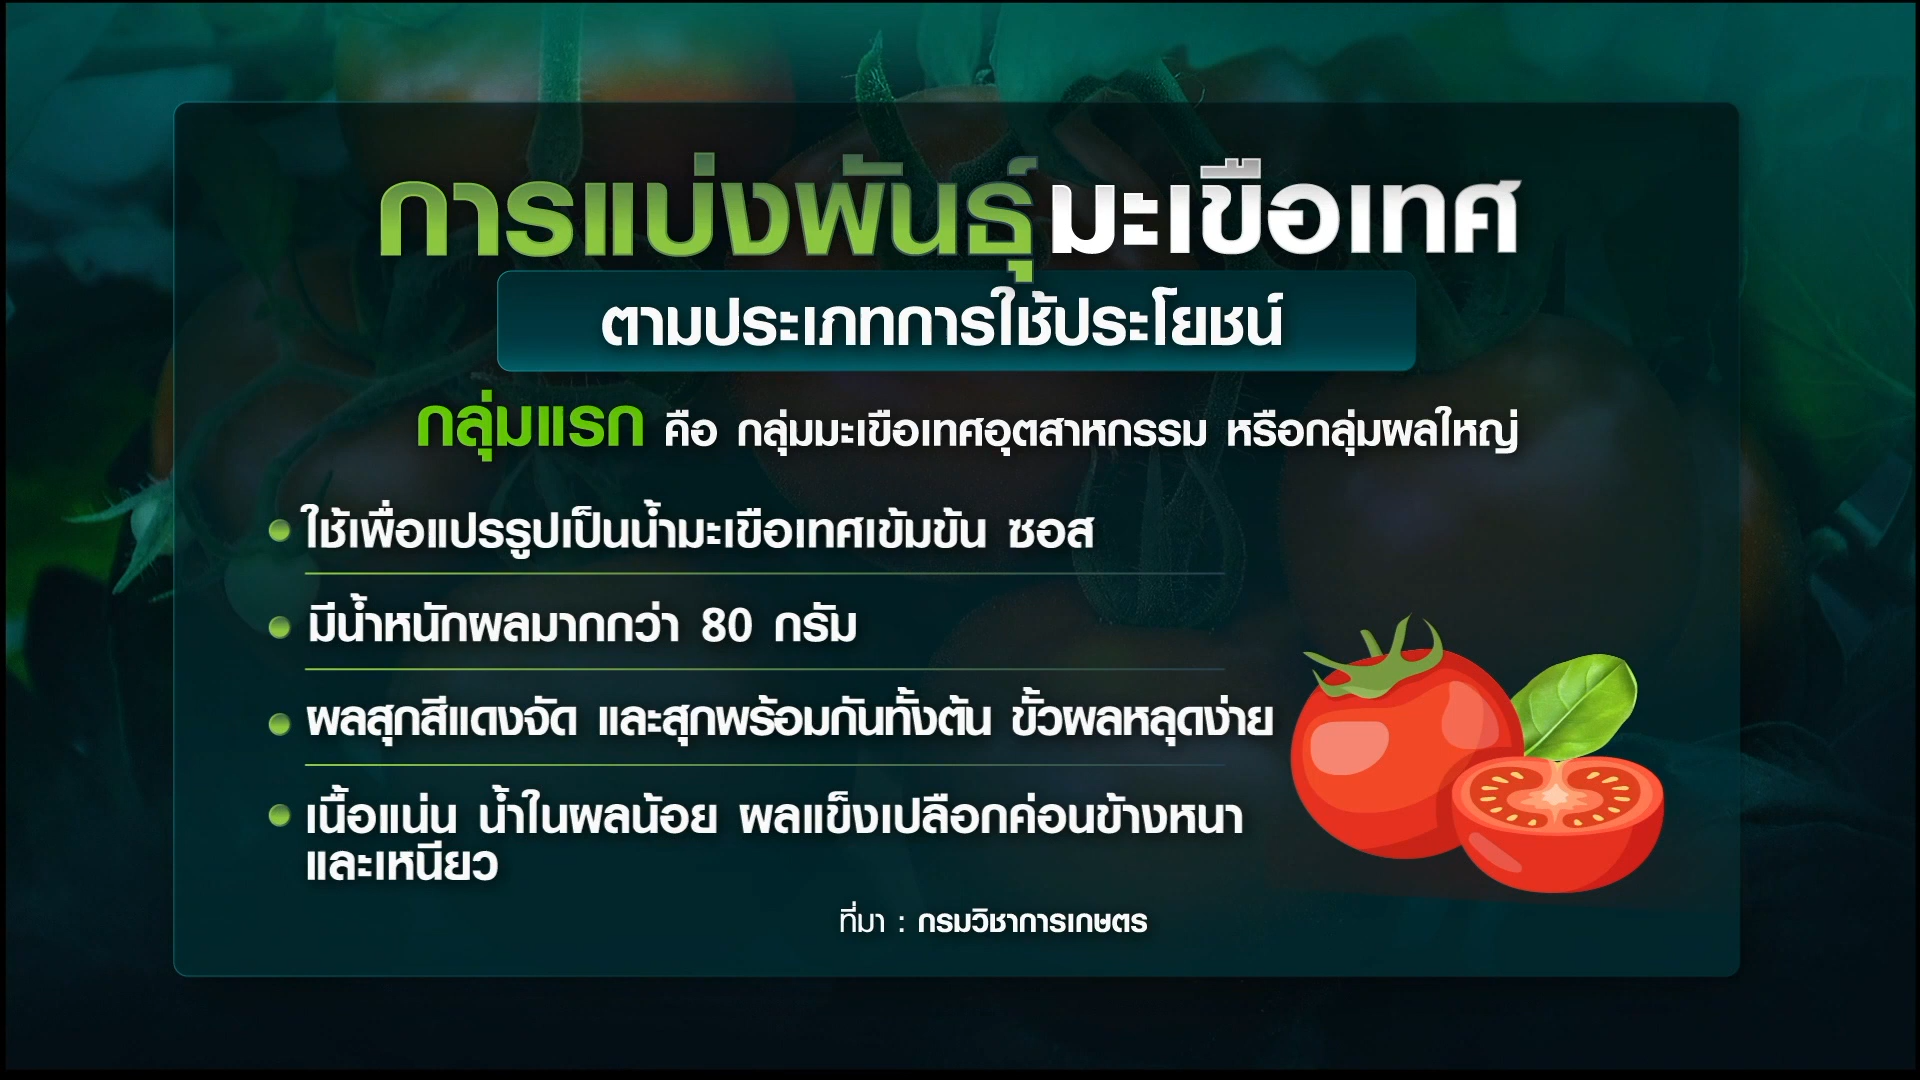 การแบ่งพันธุ์มะเขือเทศ
ตามประเภทการใช้ประโยชน์
กลุ่มแรก คือ กลุ่มมะเขือเทศอุตสาหกรรม หรือกลุ่มผลใหญ่
ใช้เพื่อแปรรูปเป็นน้ำมะเขือเทศเข้มข้น ซอส
มีน้ำหนักผลมากกว่า 80 กรัม
ผลสุกสีแดงจัด และสุกพร้อมกันทั้งต้น ขั้วผลหลุดง่าย
เนื้อแน่น น้ำในผลน้อย ผลแข็งเปลือกค่อนข้างหนา
และเหนียว
ที่มา : กรมวิชาการเกษตร